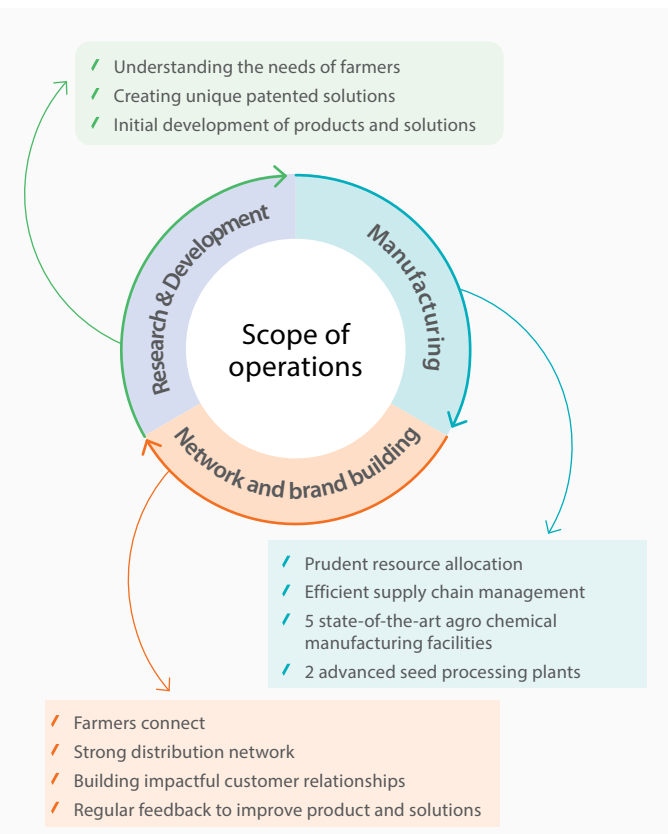 Understanding the needs of farmers
Creating unique patented solutions
Initial development of products and solutions
Research & Development
Manufacturing
Scope of
operations
Network and brand building
Prudent resource allocation
Efficient supply chain management
5 state-of-the-art agro chemical
manufacturing facilities
2 advanced seed processing plants
Farmers connect
Strong distribution network
Building impactful customer relationships
Regular feedback to improve product and solutions